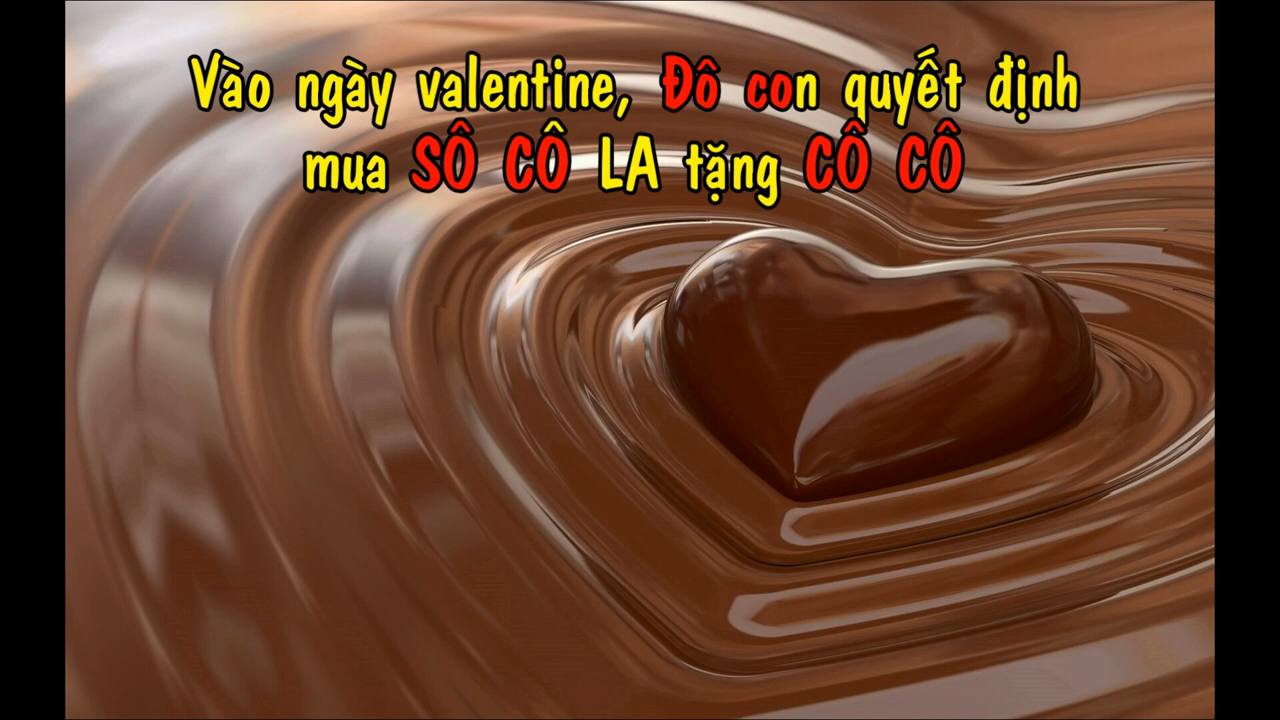 Vào ngày valentine, Đô con quyết định
mua SÔ CÔ LA tặng CÔ CÔ